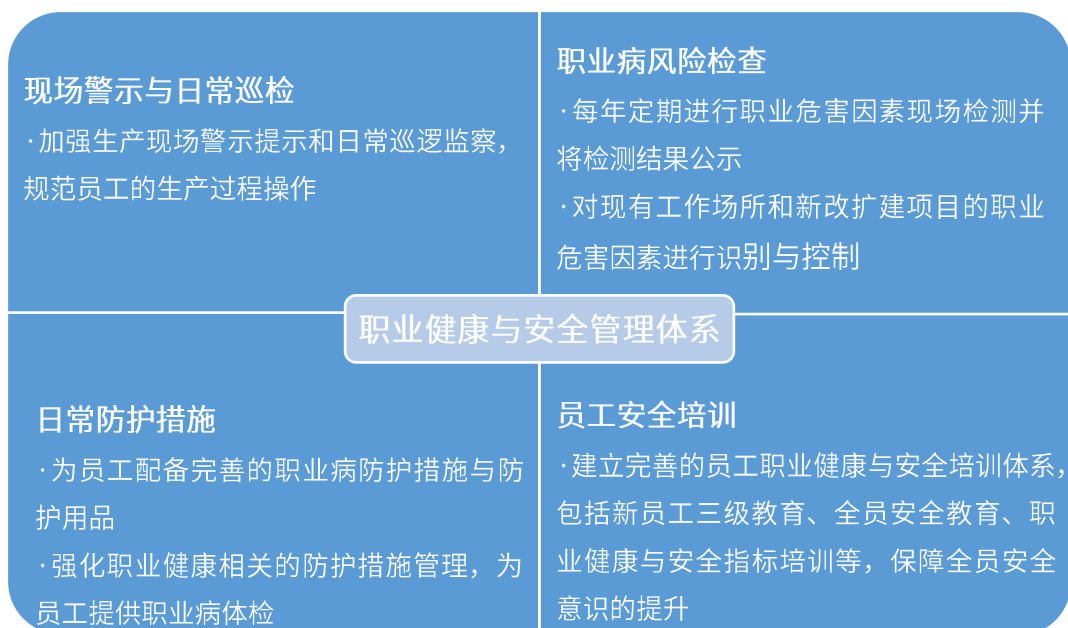 现场警示与日常巡检
·加强生产现场警示提示和日常巡逻监察，
规范员工的生产过程操作
职业病风险检查
·每年定期进行职业危害因素现场检测并
将检测结果公示
·对现有工作场所和新改扩建项目的职业
危害因素进行识别与控制
职业健康与安全管理体系
日常防护措施
·为员工配备完善的职业病防护措施与防
护用品
·强化职业健康相关的防护措施管理，为
员工提供职业病体检
员工安全培训
·建立完善的员工职业健康与安全培训体系，
包括新员工三级教育、全员安全教育、职
业健康与安全指标培训等，保障全员安全
意识的提升